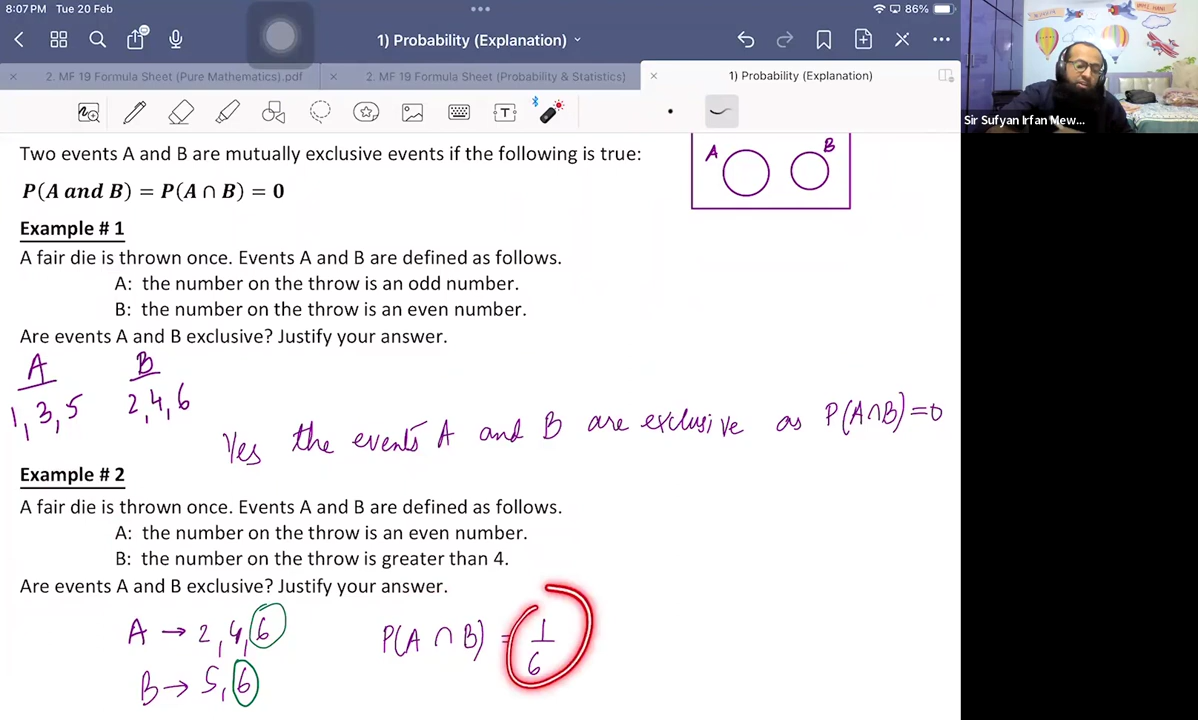 8:07 PM Tue 20 Feb
86%
1) Probability (Explanation)
2. MF 19 Formula Sheet (Pure Mathematics).pdf
2. MF 19 Formula Sheet (Probability & Statistics)
1) Probability (Explanation)
Sir Sufyan Irfan Mew...
Two events A and B are mutually exclusive events if the following is true:
P(A and B) = P(A ∩ B) = 0
A B
Example # 1
A fair die is thrown once. Events A and B are defined as follows.
A: the number on the throw is an odd number.
B: the number on the throw is an even number.
Are events A and B exclusive? Justify your answer.
A B
1, 3, 5 2, 4, 6
Yes the events A and B are exclusive as P(A∩B)=0
Example # 2
A fair die is thrown once. Events A and B are defined as follows.
A: the number on the throw is an even number.
B: the number on the throw is greater than 4.
Are events A and B exclusive? Justify your answer.
A → 2, 4, 6
P(A ∩ B) = 1/6
B → 5, 6